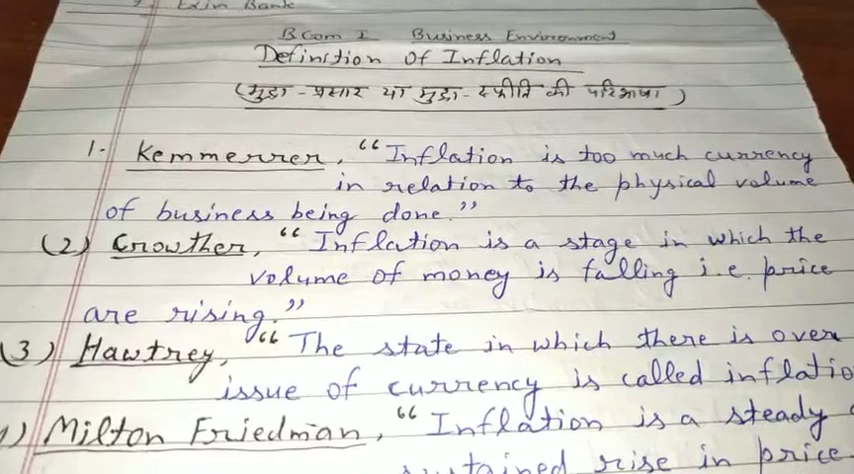 Exim Bank
BCom I Business Environment
Definition Of Inflation
(मुद्रा-प्रसार या मुद्रा-स्फीति की परिभाषा)
1. Kemmerrer, "Inflation is too much currency
in relation to the physical volume
of business being done."
(2) Crowther, "Inflation is a stage in which the
volume of money is falling i.e. price
are rising."
(3) Hawtrey, "The state in which there is over
issue of currency is called inflatio
) Milton Friedman, "Inflation is a steady
sustained rise in price